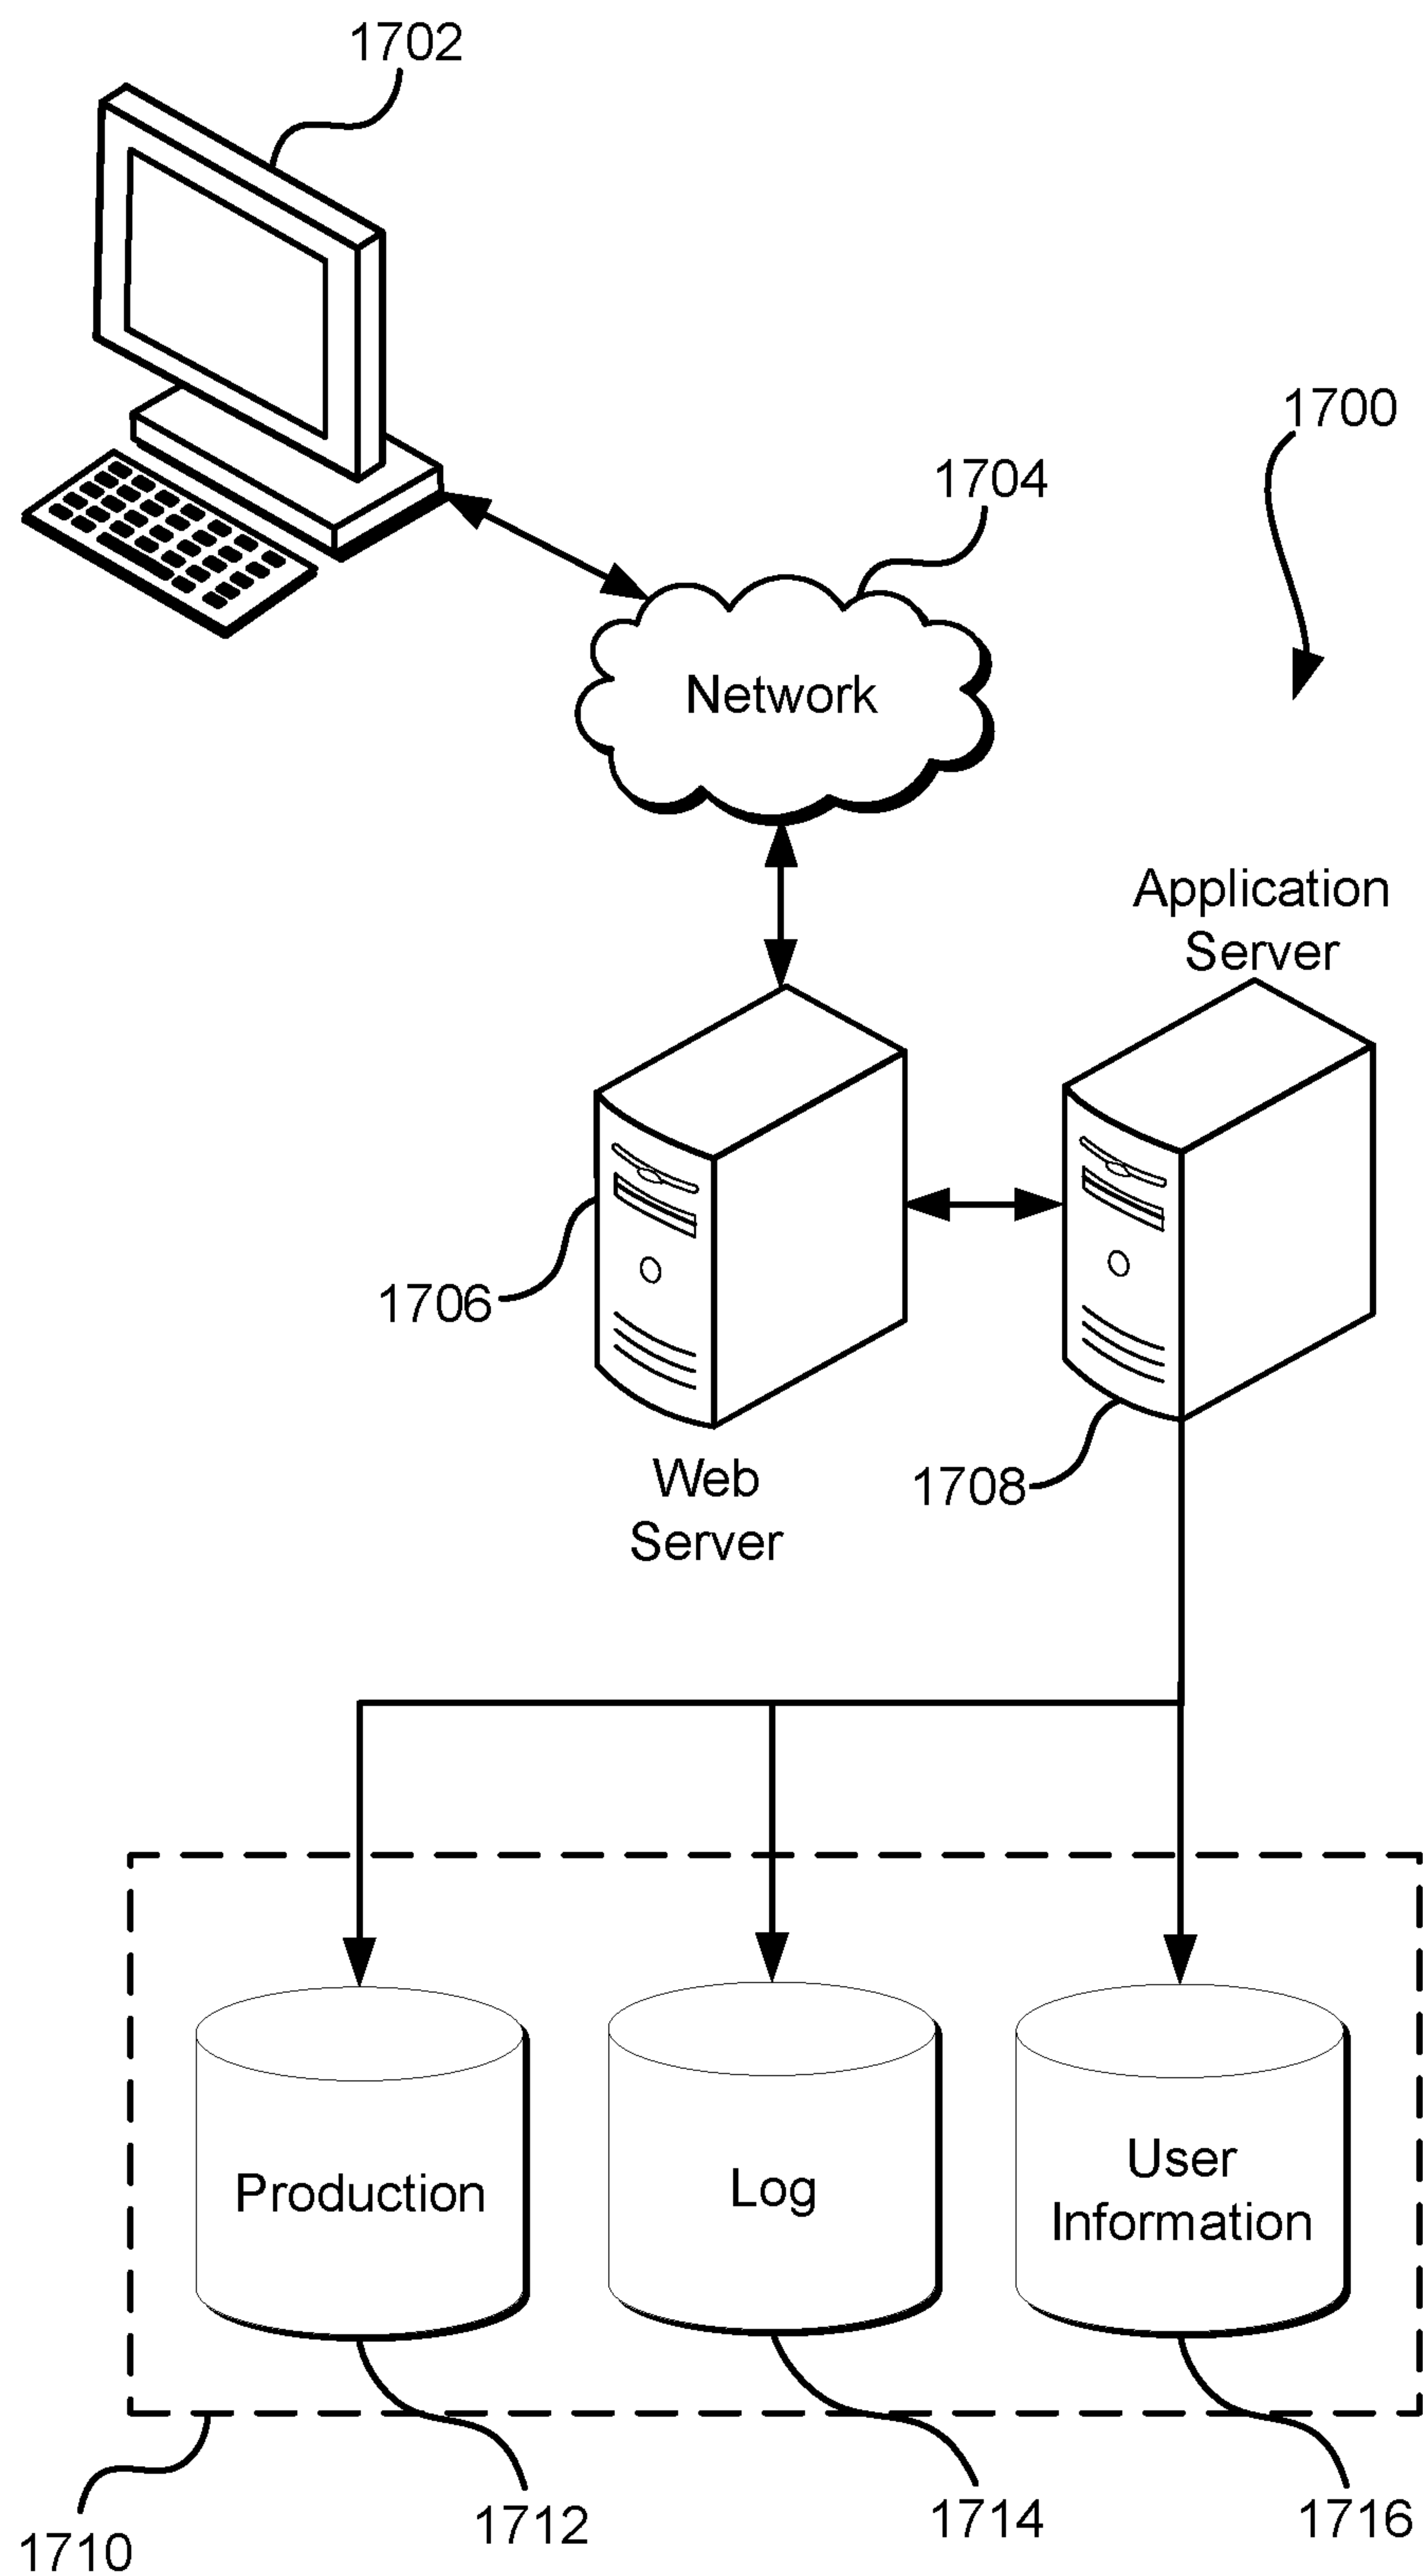 1702
1700
1704
Network
Application
Server
1706
Web
Server
1708
Production
Log
User
Information
1710
1712
1714
1716